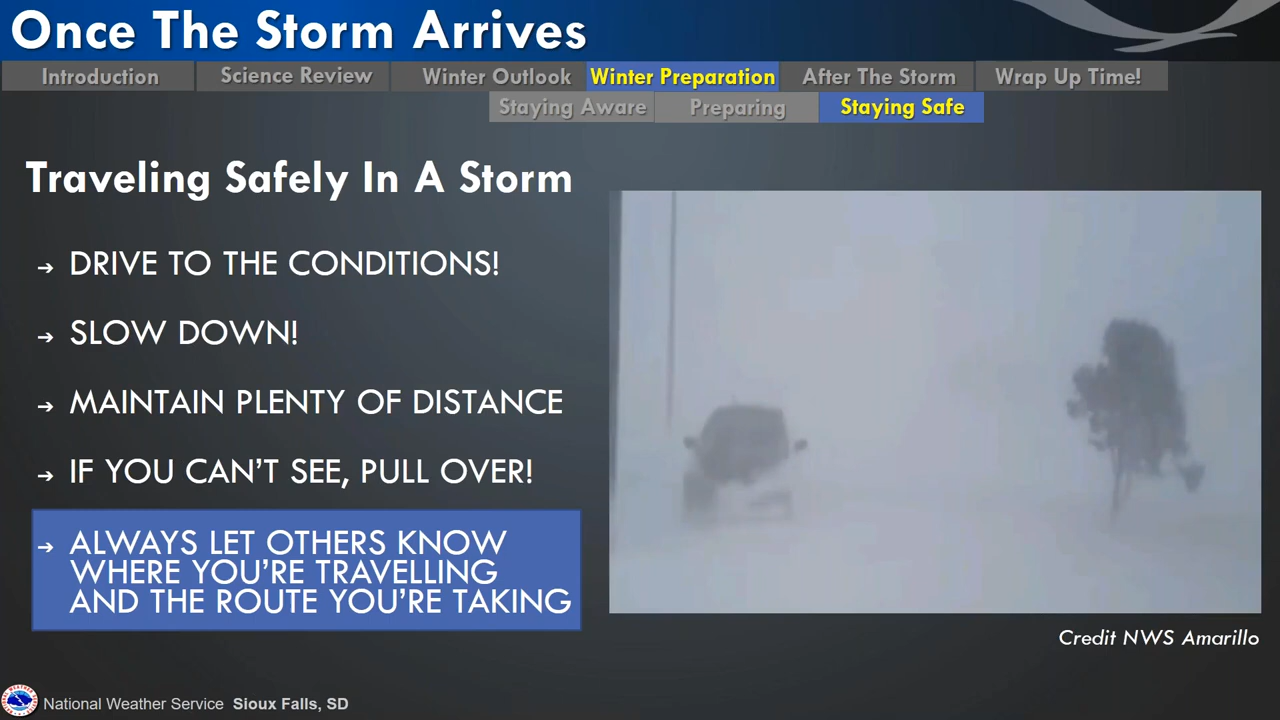 Once The Storm Arrives
Introduction Science Review Winter Outlook Winter Preparation After The Storm Wrap Up Time!
Staying Aware Preparing Staying Safe
Traveling Safely In A Storm
➔ DRIVE TO THE CONDITIONS!
➔ SLOW DOWN!
➔ MAINTAIN PLENTY OF DISTANCE
➔ IF YOU CAN'T SEE, PULL OVER!
➔ ALWAYS LET OTHERS KNOW
WHERE YOU'RE TRAVELLING
AND THE ROUTE YOU'RE TAKING
Credit NWS Amarillo
National Weather Service Sioux Falls, SD